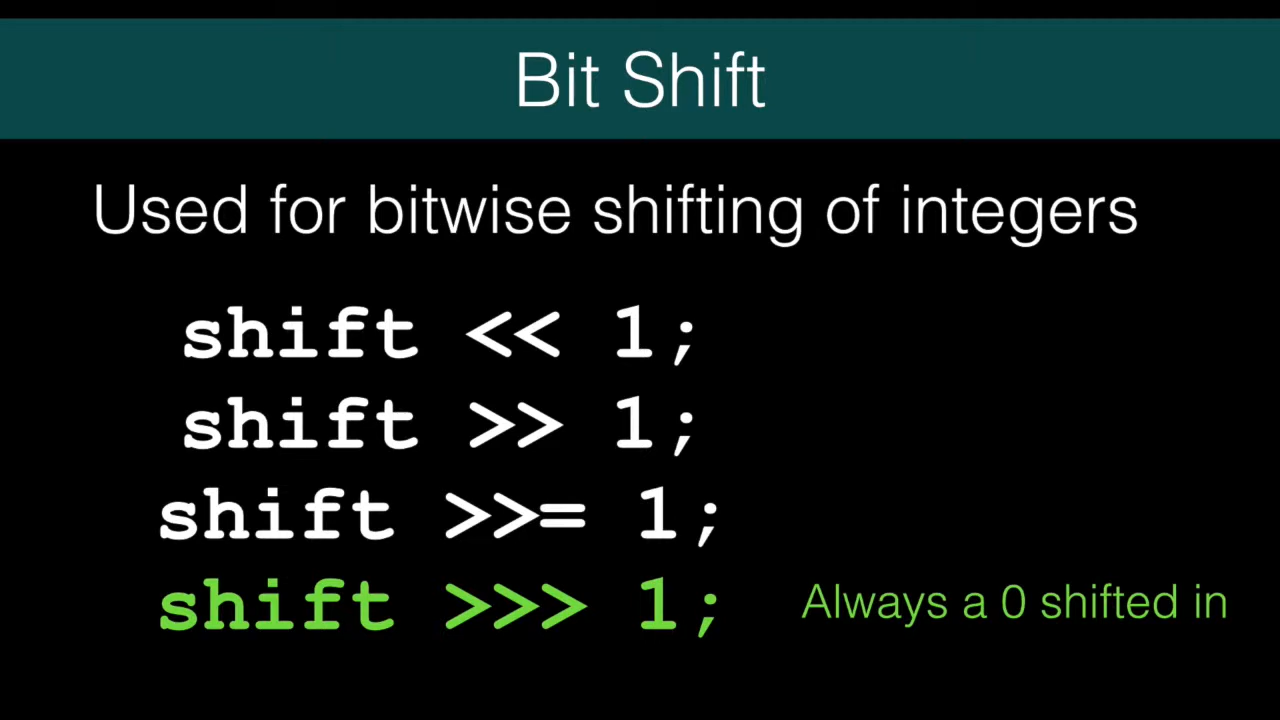 Bit Shift
Used for bitwise shifting of integers
shift << 1;
shift >> 1;
shift >>= 1;
shift >>> 1; Always a 0 shifted in